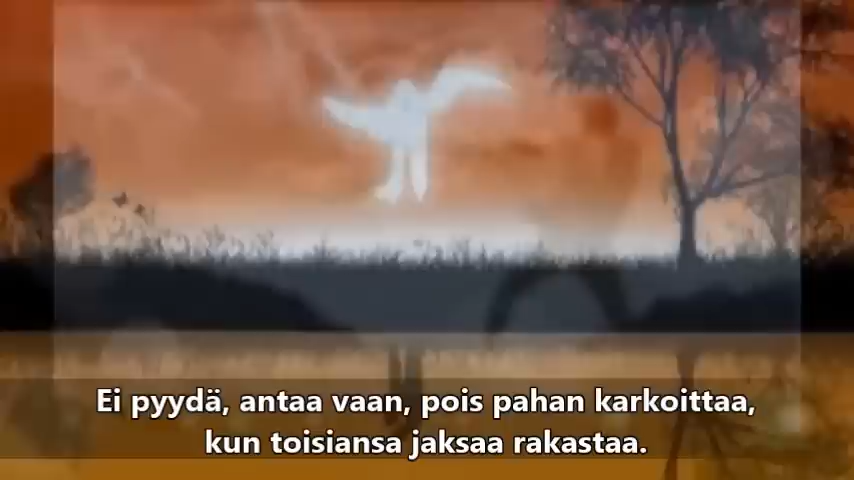 Ei pyydä, antaa vaan, pois pahan karkoittaa,
kun toisiansa jaksaa rakastaa.